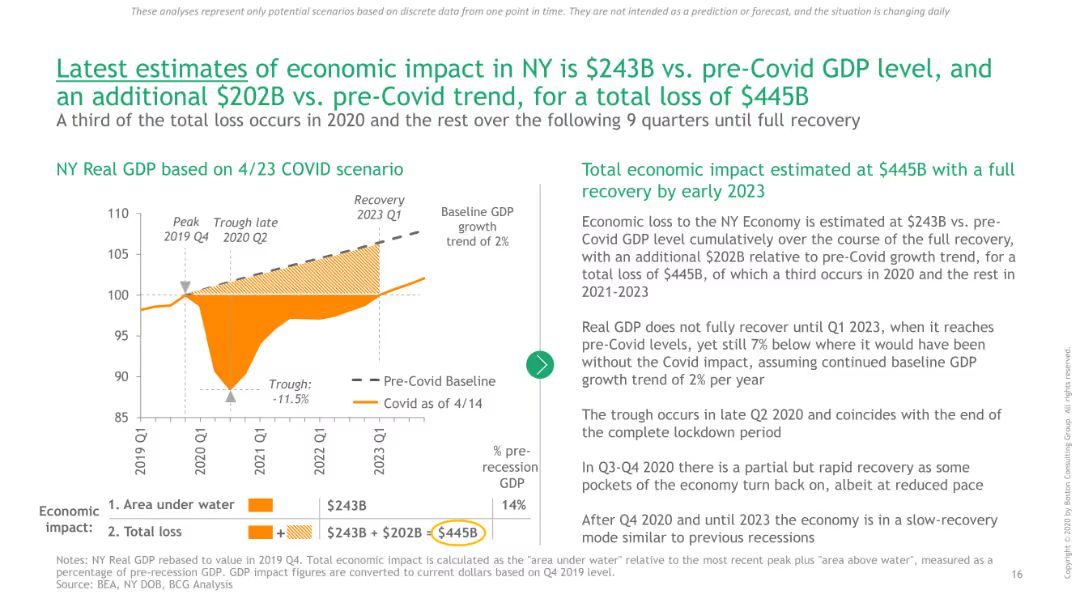 These analyses represent only potential scenarios based on discrete data from one point in time. They are not intended as a prediction or forecast, and the situation is changing daily
Latest estimates of economic impact in NY is $243B vs. pre-Covid GDP level, and
an additional $202B vs. pre-Covid trend, for a total loss of $445B
A third of the total loss occurs in 2020 and the rest over the following 9 quarters until full recovery
NY Real GDP based on 4/23 COVID scenario
110
105
100
95
90
85
Peak
2019 Q4
Trough late
2020 Q2
Recovery
2023 Q1
Baseline GDP
growth
trend of 2%
Trough:
-11.5%
Pre-Covid Baseline
Covid as of 4/14
2019 Q1
2020 Q1
2021 Q1
2022 Q1
2023 Q1
% pre-
recession
GDP
Economic
impact:
1. Area under water
$243B
14%
2. Total loss
+
$243B + $202B = $445B
Total economic impact estimated at $445B with a full
recovery by early 2023
Economic loss to the NY Economy is estimated at $243B vs. pre-
Covid GDP level cumulatively over the course of the full recovery,
with an additional $202B relative to pre-Covid growth trend, for a
total loss of $445B, of which a third occurs in 2020 and the rest in
2021-2023
Real GDP does not fully recover until Q1 2023, when it reaches
pre-Covid levels, yet still 7% below where it would have been
without the Covid impact, assuming continued baseline GDP
growth trend of 2% per year
The trough occurs in late Q2 2020 and coincides with the end of
the complete lockdown period
In Q3-Q4 2020 there is a partial but rapid recovery as some
pockets of the economy turn back on, albeit at reduced pace
After Q4 2020 and until 2023 the economy is in a slow-recovery
mode similar to previous recessions
Notes: NY Real GDP rebased to value in 2019 Q4. Total economic impact is calculated as the "area under water" relative to the most recent peak plus "area above water", measured as a
percentage of pre-recession GDP. GDP impact figures are converted to current dollars based on Q4 2019 level.
Source: BEA, NY DOB, BCG Analysis
16
Copyright © 2020 by Boston Consulting Group. All rights reserved.